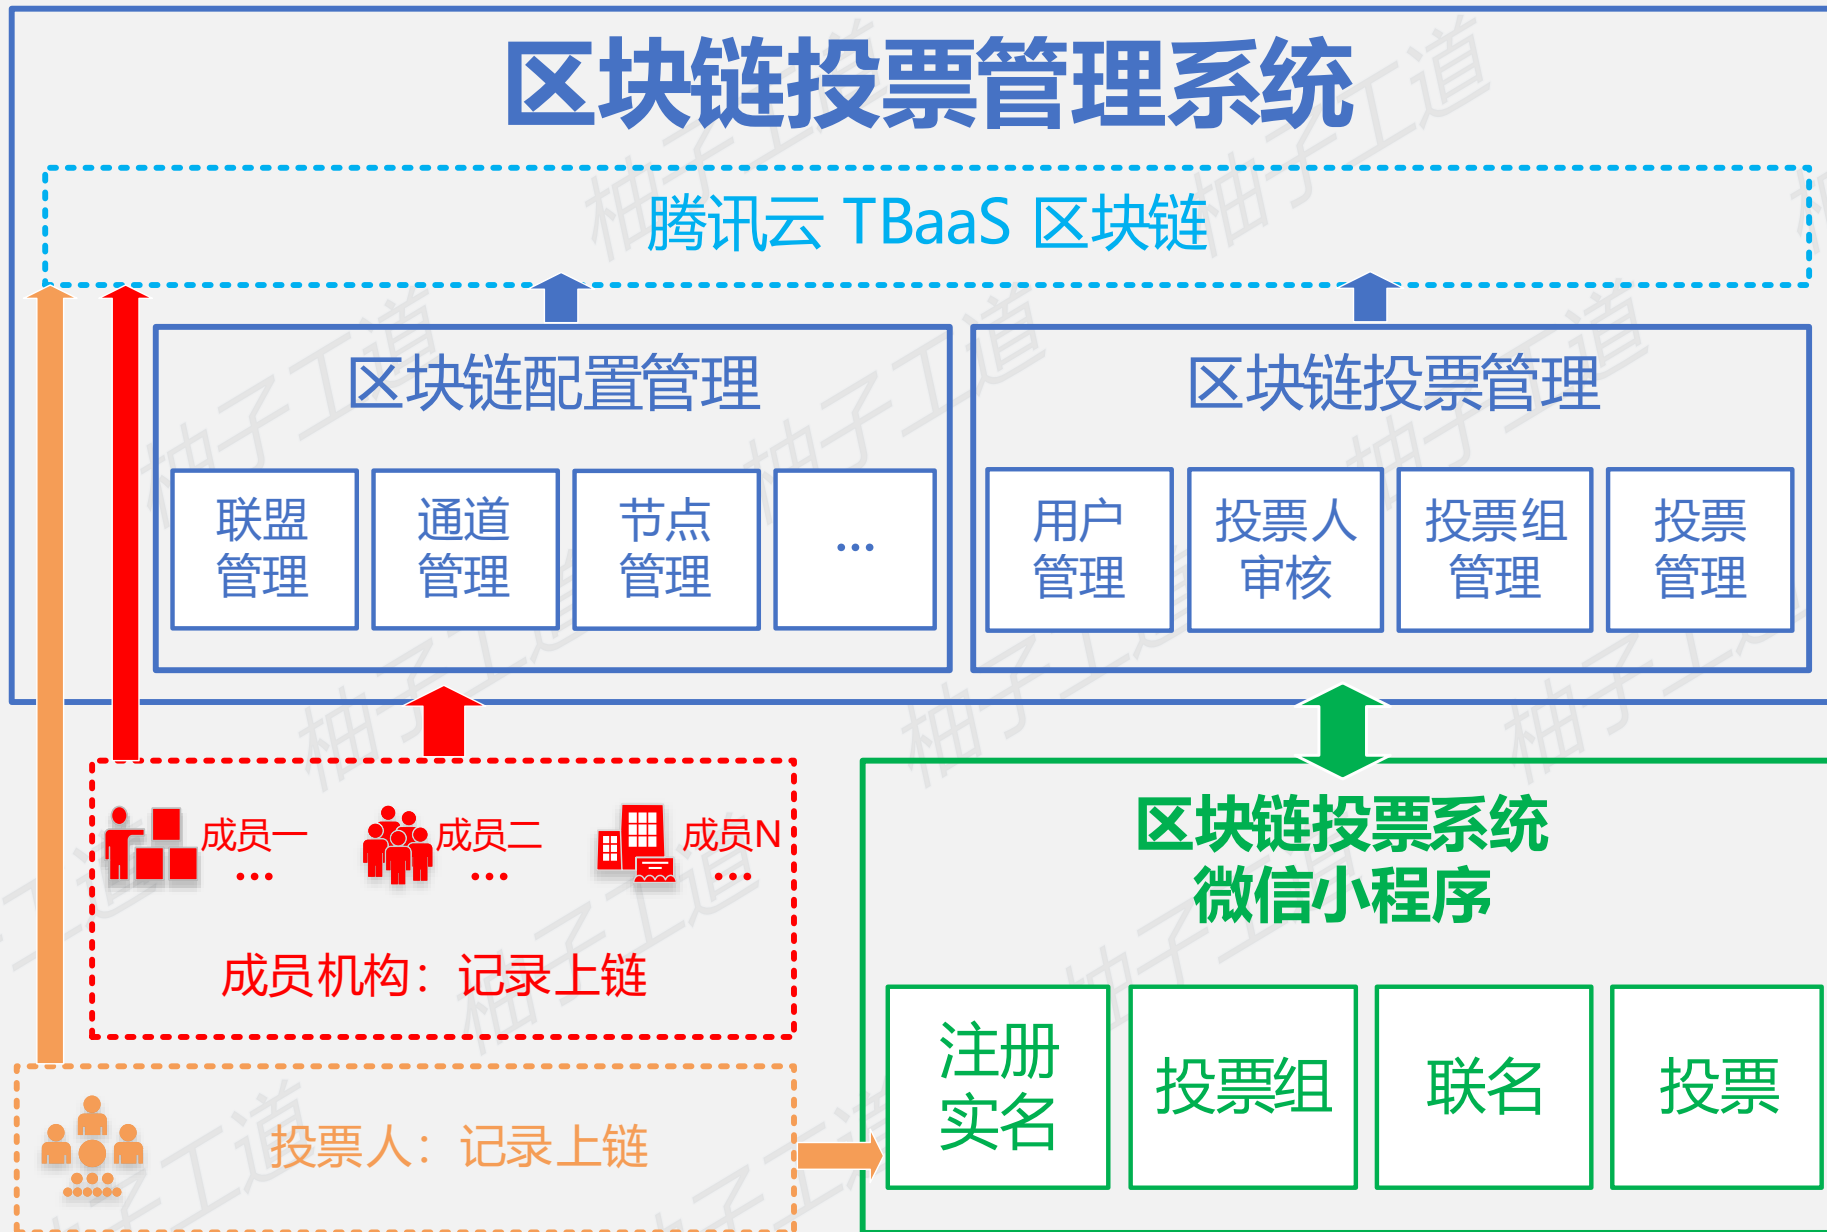 区块链投票管理系统
腾讯云 TBaaS 区块链
区块链配置管理
联盟
管理
通道
管理
节点
管理
...
区块链投票管理
用户
管理
投票人
审核
投票组
管理
投票
管理
成员一
...
成员二
...
成员N
...
成员机构：记录上链
投票人：记录上链
区块链投票系统
微信小程序
注册
实名
投票组
联名
投票
柚子工道